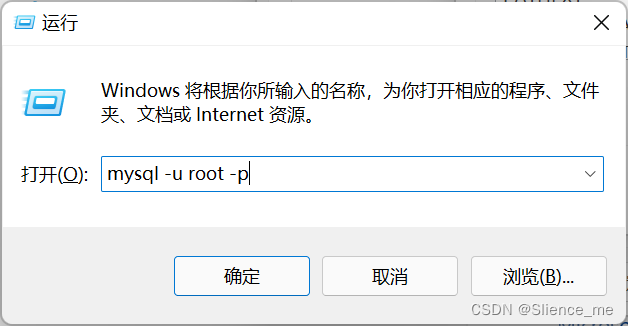 运行
Windows 将根据你所输入的名称，为你打开相应的程序、文件
夹、文档或 Internet 资源。
打开(O): mysql -u root -p
确定 取消 浏览(B)...
CSDN @Slience_me